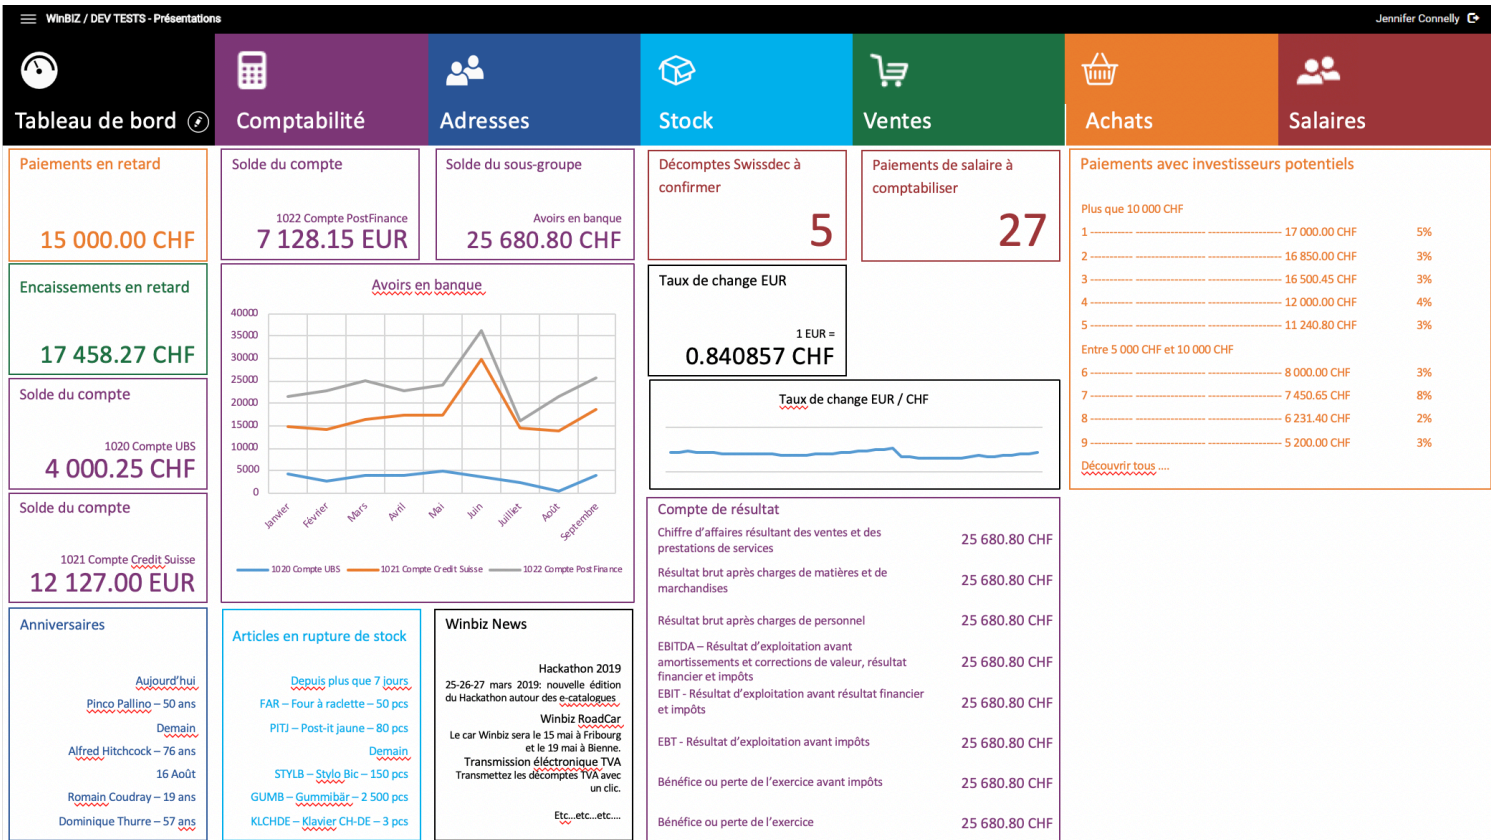 WinBIZ / DEV TESTS - Présentations
Jennifer Connelly
Tableau de bord
Comptabilité
Adresses
Stock
Ventes
Achats
Salaires
Paiements en retard
15 000.00 CHF
Solde du compte
1022 Compte PostFinance
7 128.15 EUR
Solde du sous-groupe
Avoirs en banque
25 680.80 CHF
Décomptes Swissdec à
confirmer
5
Paiements de salaire à
comptabiliser
27
Paiements avec investisseurs potentiels
Plus que 10 000 CHF
1 ----------- ------------------- ------------------- 17 000.00 CHF 5%
2 ----------- ------------------- ------------------- 16 850.00 CHF 3%
3 ----------- ------------------- ------------------- 16 500.45 CHF 3%
4 ----------- ------------------- ------------------- 12 000.00 CHF 4%
5 ----------- ------------------- ------------------- 11 240.80 CHF 3%
Entre 5 000 CHF et 10 000 CHF
6 ----------- ------------------- ------------------- 8 000.00 CHF 3%
7 ----------- ------------------- ------------------- 7 450.65 CHF 8%
8 ----------- ------------------- ------------------- 6 231.40 CHF 2%
9 ----------- ------------------- ------------------- 5 200.00 CHF 3%
Découvrir tous ....
Encaissements en retard
17 458.27 CHF
Solde du compte
1020 Compte UBS
4 000.25 CHF
Solde du compte
1021 Compte Credit Suisse
12 127.00 EUR
Avoirs en banque
40000
35000
30000
25000
20000
15000
10000
5000
0
Janvier
Février
Mars
Avril
Mai
Juin
Juilliet
Août
Septembre
1020 Compte UBS
1021 Compte Credit Suisse
1022 Compte PostFinance
Taux de change EUR
1 EUR =
0.840857 CHF
Taux de change EUR / CHF
Compte de résultat
Chiffre d'affaires résultant des ventes et des
prestations de services
25 680.80 CHF
Résultat brut après charges de matières et de
marchandises
25 680.80 CHF
Résultat brut après charges de personnel
25 680.80 CHF
EBITDA – Résultat d'exploitation avant
amortissements et corrections de valeur, résultat
financier et impôts
25 680.80 CHF
EBIT - Résultat d'exploitation avant résultat financier
et impôts
25 680.80 CHF
EBT - Résultat d'exploitation avant impôts
25 680.80 CHF
Bénéfice ou perte de l'exercice avant impôts
25 680.80 CHF
Bénéfice ou perte de l'exercice
25 680.80 CHF
Anniversaires
Aujourd'hui
Pinco Pallino – 50 ans
Demain
Alfred Hitchcock – 76 ans
16 Août
Romain Coudray – 19 ans
Dominique Thurre – 57 ans
Articles en rupture de stock
Depuis plus que 7 jours
FAR – Four à raclette – 50 pcs
PITJ – Post-it jaune – 80 pcs
Demain
STYLB – Stylo Bic – 150 pcs
GUMB – Gummibär – 2 500 pcs
KLCHDE – Klavier CH-DE – 3 pcs
Winbiz News
Hackathon 2019
25-26-27 mars 2019: nouvelle édition
du Hackathon autour des e-catalogues
Winbiz RoadCar
Le car Winbiz sera le 15 mai à Fribourg
et le 19 mai à Bienne.
Transmission éléctronique TVA
Transmettez les décomptes TVA avec
un clic.
Etc...etc...etc....